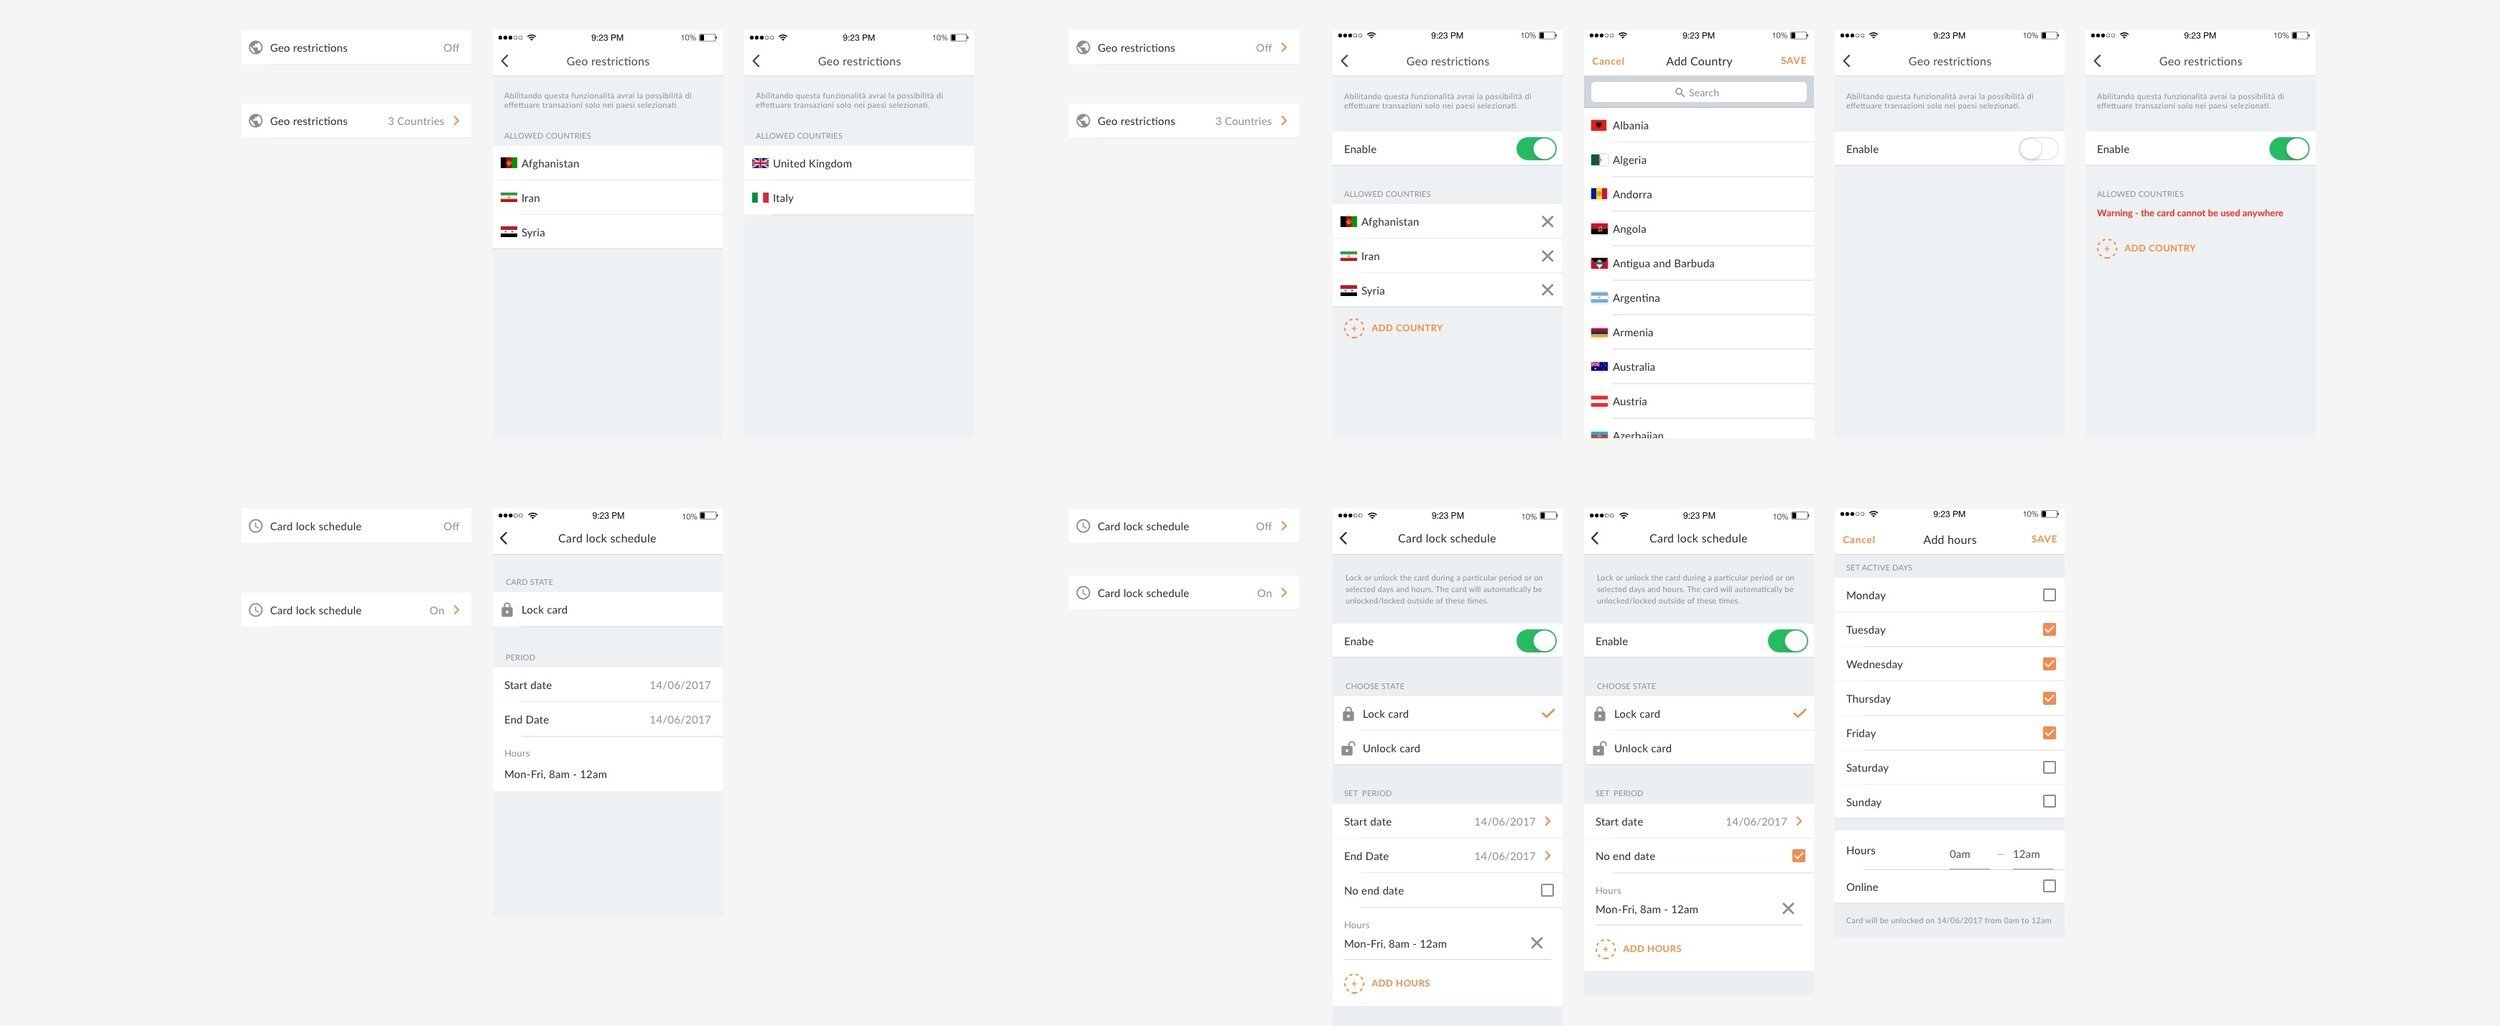 Geo restrictions Off
Geo restrictions 3 Countries
9:23 PM 10%
Geo restrictions
Abilitando questa funzionalità avrai la possibilità di
effettuare transazioni solo nei paesi selezionati.
ALLOWED COUNTRIES
Afghanistan
Iran
Syria
9:23 PM 10%
Geo restrictions
Abilitando questa funzionalità avrai la possibilità di
effettuare transazioni solo nei paesi selezionati.
ALLOWED COUNTRIES
United Kingdom
Italy
Geo restrictions Off
Geo restrictions 3 Countries
9:23 PM 10%
Geo restrictions
Abilitando questa funzionalità avrai la possibilità di
effettuare transazioni solo nei paesi selezionati.
Enable
ALLOWED COUNTRIES
Afghanistan
Iran
Syria
ADD COUNTRY
9:23 PM 10%
Cancel Add Country SAVE
Search
Albania
Algeria
Andorra
Angola
Antigua and Barbuda
Argentina
Armenia
Australia
Austria
Azerbaijan
9:23 PM 10%
Geo restrictions
Abilitando questa funzionalità avrai la possibilità di
effettuare transazioni solo nei paesi selezionati.
Enable
9:23 PM 10%
Geo restrictions
Abilitando questa funzionalità avrai la possibilità di
effettuare transazioni solo nei paesi selezionati.
Enable
ALLOWED COUNTRIES
Warning - the card cannot be used anywhere
ADD COUNTRY
Card lock schedule Off
Card lock schedule On
9:23 PM 10%
Card lock schedule
CARD STATE
Lock card
PERIOD
Start date 14/06/2017
End Date 14/06/2017
Hours
Mon-Fri, 8am - 12am
Card lock schedule Off
Card lock schedule On
9:23 PM 10%
Card lock schedule
Lock or unlock the card during a particular period or on
selected days and hours. The card will automatically be
unlocked/locked outside of these times.
Enabe
CHOOSE STATE
Lock card
Unlock card
SET PERIOD
Start date 14/06/2017
End Date 14/06/2017
No end date
Hours
Mon-Fri, 8am - 12am
ADD HOURS
9:23 PM 10%
Card lock schedule
Lock or unlock the card during a particular period or on
selected days and hours. The card will automatically be
unlocked/locked outside of these times.
Enable
CHOOSE STATE
Lock card
Unlock card
SET PERIOD
Start date 14/06/2017
No end date
Hours
Mon-Fri, 8am - 12am
ADD HOURS
9:23 PM 10%
Cancel Add hours SAVE
SET ACTIVE DAYS
Monday
Tuesday
Wednesday
Thursday
Friday
Saturday
Sunday
Hours 0am – 12am
Online
Card will be unlocked on 14/06/2017 from 0am to 12am